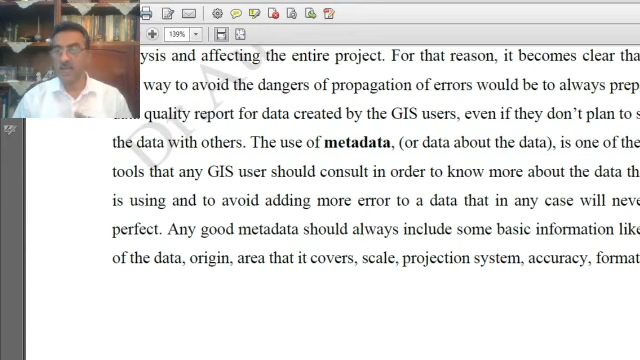 139%
ysis and affecting the entire project. For that reason, it becomes clear tha
way to avoid the dangers of propagation of errors would be to always prep
quality report for data created by the GIS users, even if they don't plan to s
the data with others. The use of metadata, (or data about the data), is one of the
tools that any GIS user should consult in order to know more about the data th
is using and to avoid adding more error to a data that in any case will neve
perfect. Any good metadata should always include some basic information like
of the data, origin, area that it covers, scale, projection system, accuracy, format